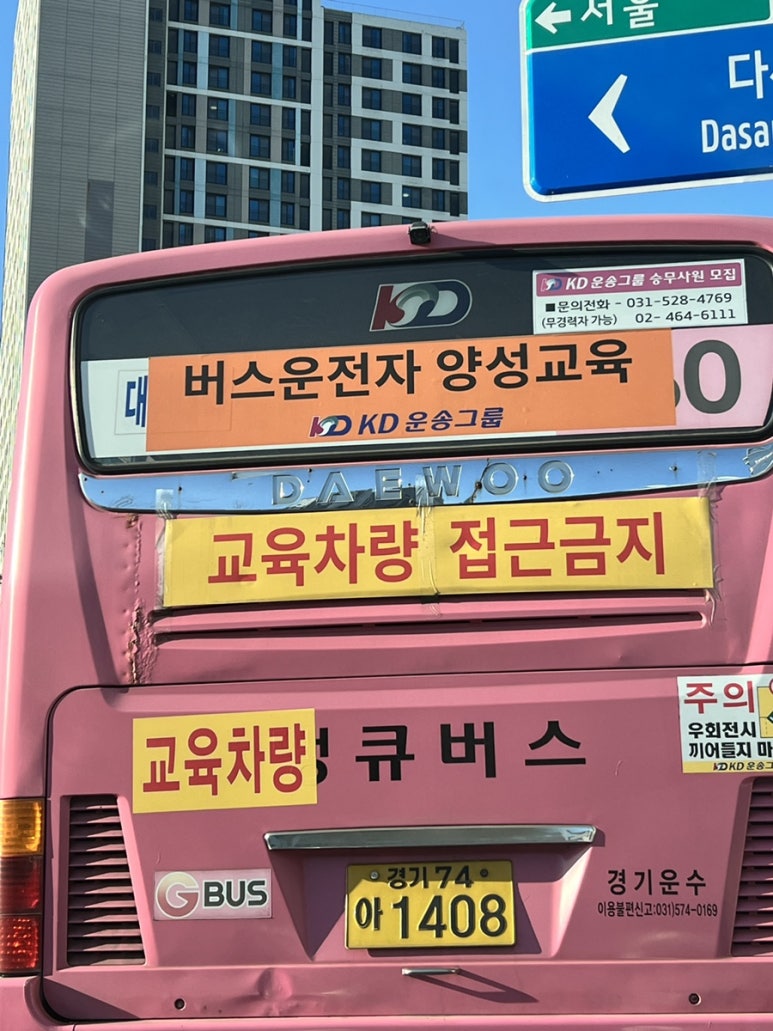 서울
Dasa
KD 운송그룹 승무사원 모집
■문의전화 - 031-528-4769
(무경력자 가능) 02- 464-6111
KD
대
버스운전자 양성교육
0
KD KD 운송그룹
DAEWOO
교육차량 접근금지
주의
우회전시
끼어들지 마
KD KD 운송그
교육차량
큐버스
G BUS
경기 74
아 1408
경기운수
이용불편신고:031)574-0169